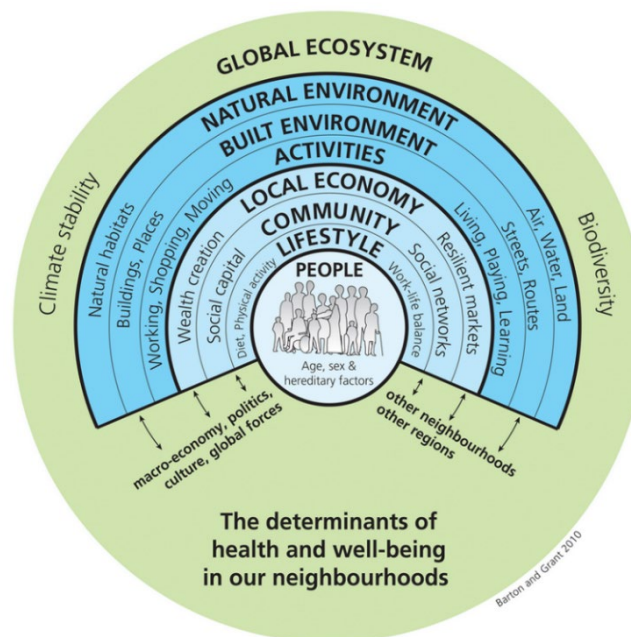 GLOBAL ECOSYSTEM
NATURAL ENVIRONMENT
BUILT ENVIRONMENT
ACTIVITIES
LOCAL ECONOMY
COMMUNITY
LIFESTYLE
PEOPLE
Age, sex &
hereditary factors
Climate stability
Natural habitats
Buildings, Places
Working, Shopping, Moving
Wealth creation
Social capital
Diet, Physical activity
Work-life balance
Social networks
Resilient markets
Living, Playing, Learning
Streets, Routes
Air, Water, Land
Biodiversity
macro-economy, politics,
culture, global forces
other neighbourhoods
other regions
The determinants of
health and well-being
in our neighbourhoods
Barton and Grant 2010